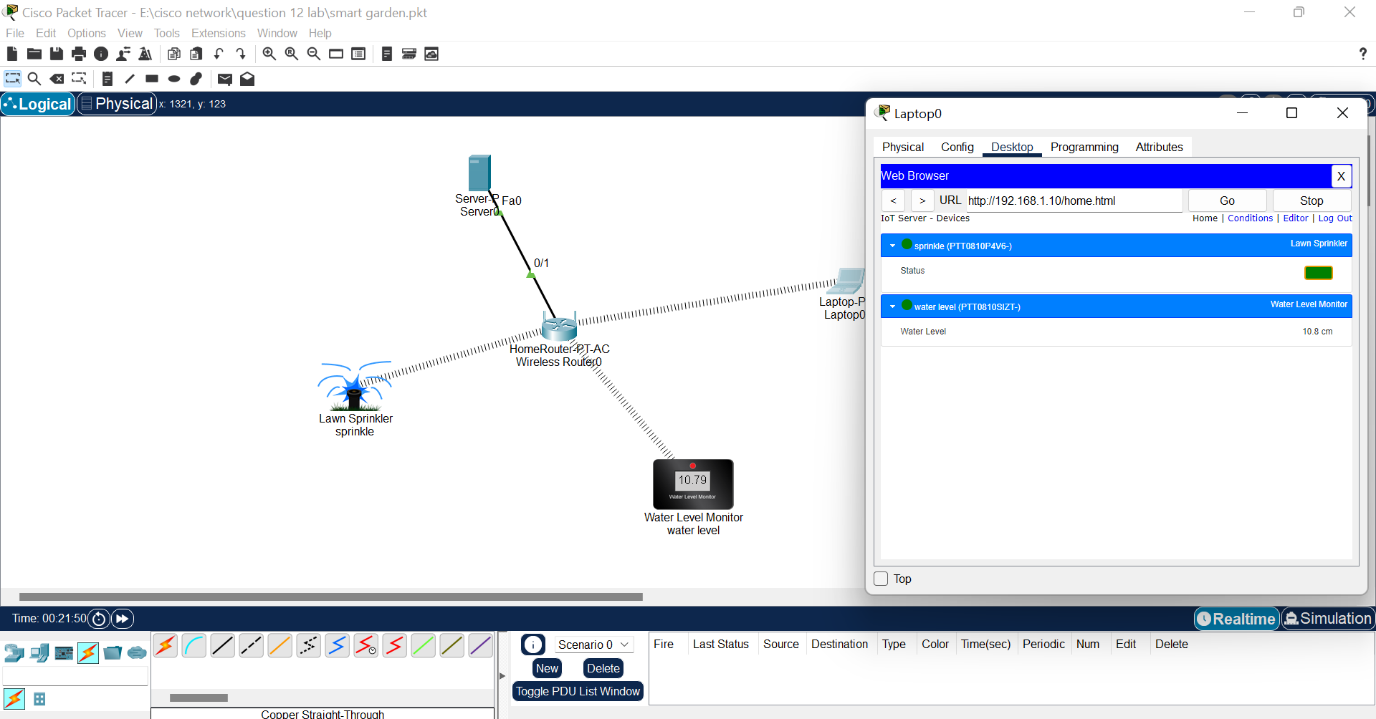 Cisco Packet Tracer - E:\cisco network\question 12 lab\smart garden.pkt
File Edit Options View Tools Extensions Window Help
?
Logical Physical x: 1321, y: 123
Server-P Fa0
Server0
0/1
HomeRouter-PT-AC
Wireless Router0
Laptop-P
Laptop0
Lawn Sprinkler
sprinkle
10.79
Water Level Monitor
Water Level Monitor
water level
Laptop0
Physical Config Desktop Programming Attributes
Web Browser X
< > URL http://192.168.1.10/home.html Go Stop
IoT Server - Devices Home | Conditions | Editor | Log Out
sprinkle (PTT0810P4V6-) Lawn Sprinkler
Status
water level (PTT0810SIZT-) Water Level Monitor
Water Level 10.8 cm
Top
Time: 00:21:50 Realtime Simulation
Scenario 0 Fire Last Status Source Destination Type Color Time(sec) Periodic Num Edit Delete
New Delete
Toggle PDU List Window
Copper Straight-Through